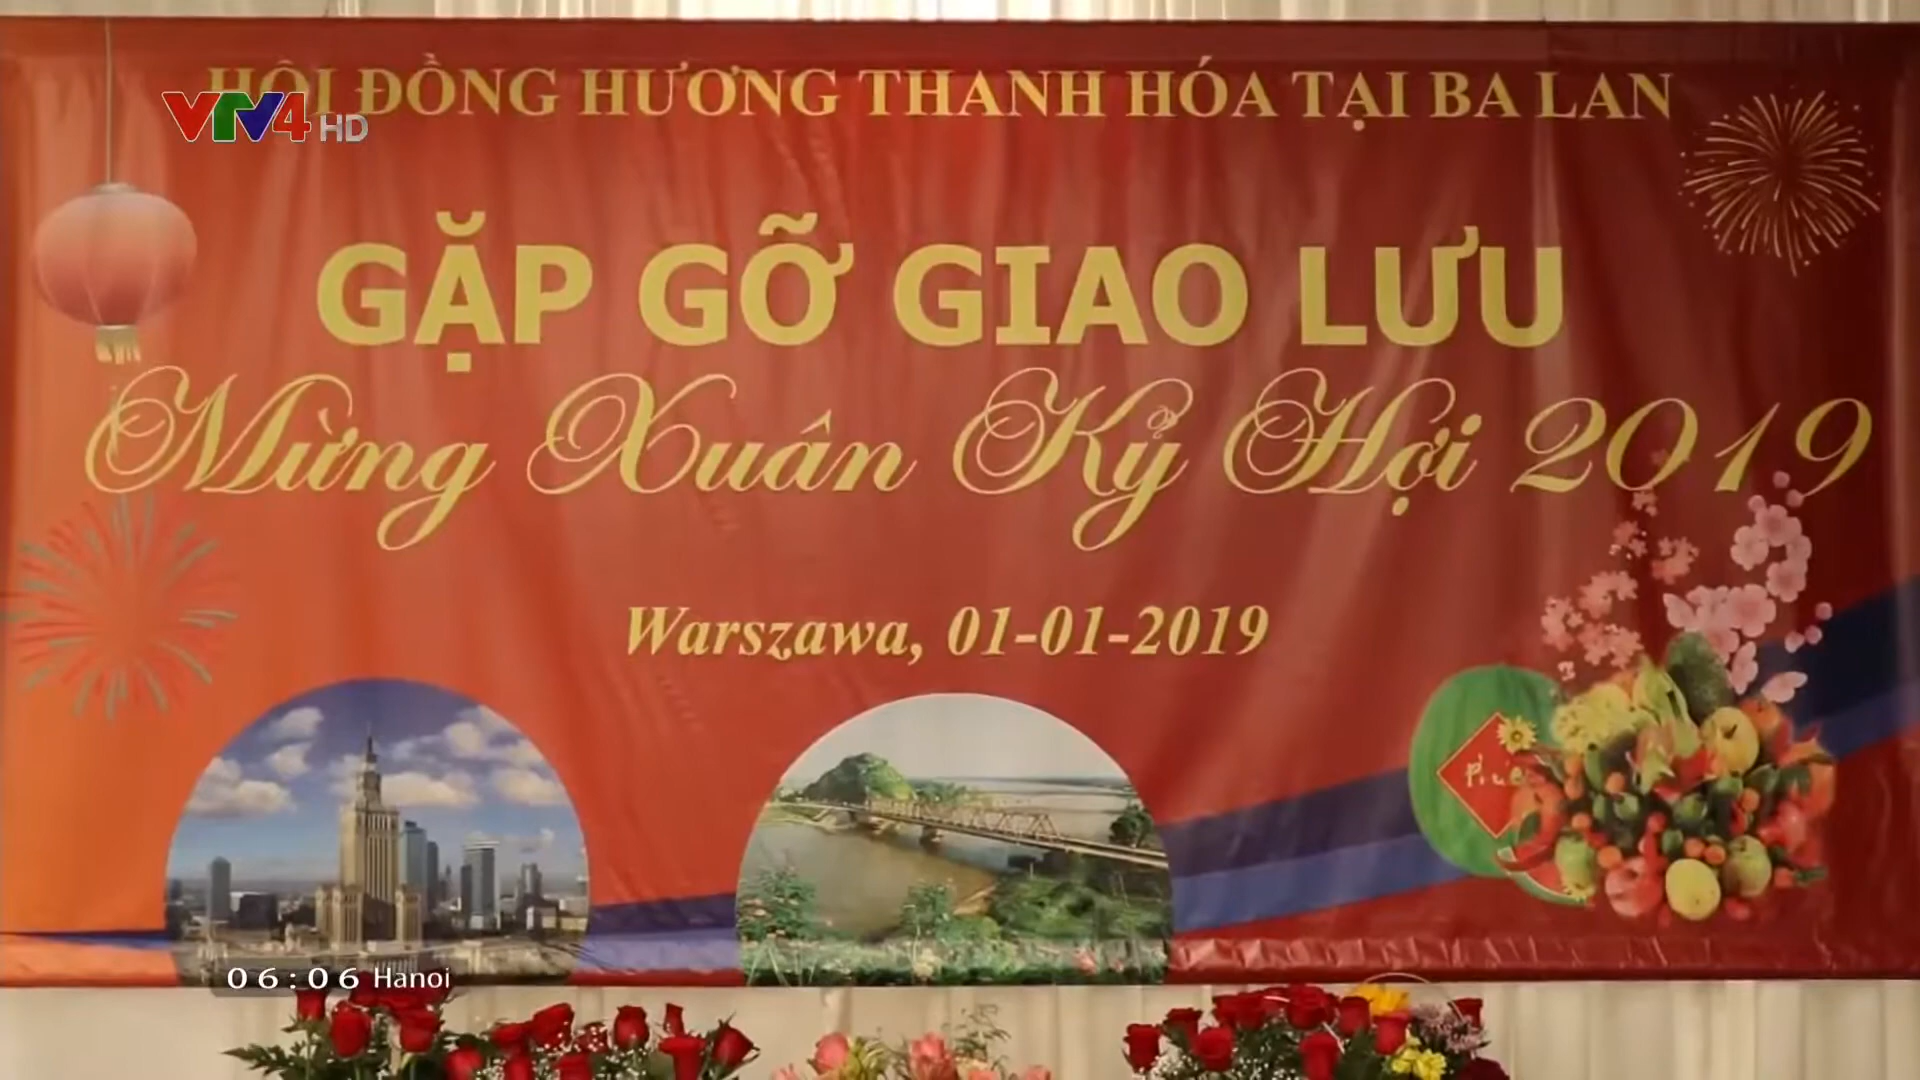 HỘI ĐỒNG HƯƠNG THANH HÓA TẠI BA LAN
VTV4 HD
GẶP GỠ GIAO LƯU
Mừng Xuân Kỷ Hợi 2019
Warszawa, 01-01-2019
06:06 Hanoi